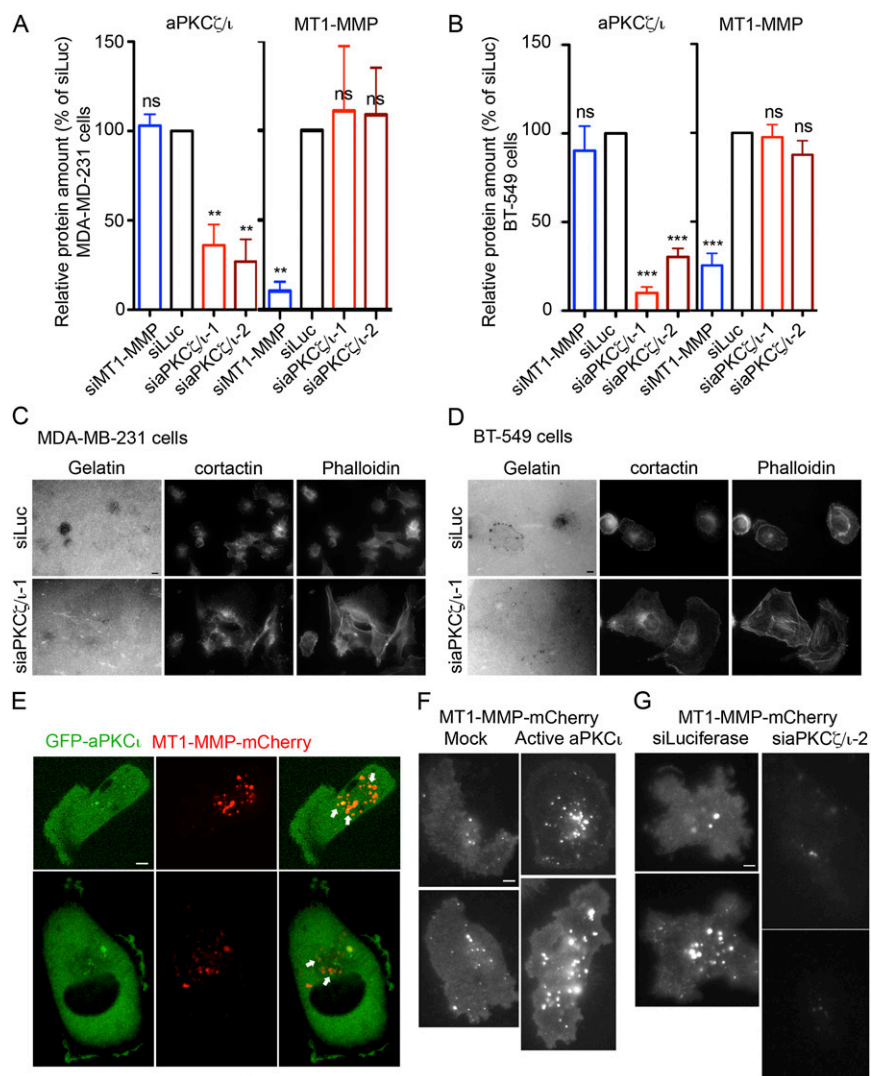 A
aPKCζ/ι
MT1-MMP
Relative protein amount (% of siLuc)
MDA-MD-231 cells
150
100
50
0
ns
**
**
**
ns
ns
siMT1-MMP
siLuc
siaPKCζ/ι-1
siaPKCζ/ι-2
siMT1-MMP
siLuc
siaPKCζ/ι-1
siaPKCζ/ι-2
B
aPKCζ/ι
MT1-MMP
Relative protein amount (% of siLuc)
BT-549 cells
150
100
50
0
ns
***
***
***
ns
ns
siMT1-MMP
siLuc
siaPKCζ/ι-1
siaPKCζ/ι-2
siMT1-MMP
siLuc
siaPKCζ/ι-1
siaPKCζ/ι-2
C
MDA-MB-231 cells
Gelatin cortactin Phalloidin
siLuc
siaPKCζ/ι-1
D
BT-549 cells
Gelatin cortactin Phalloidin
siLuc
siaPKCζ/ι-1
E
GFP-aPKCι MT1-MMP-mCherry
F
MT1-MMP-mCherry
Mock Active aPKCι
G
MT1-MMP-mCherry
siLuciferase siaPKCζ/ι-2